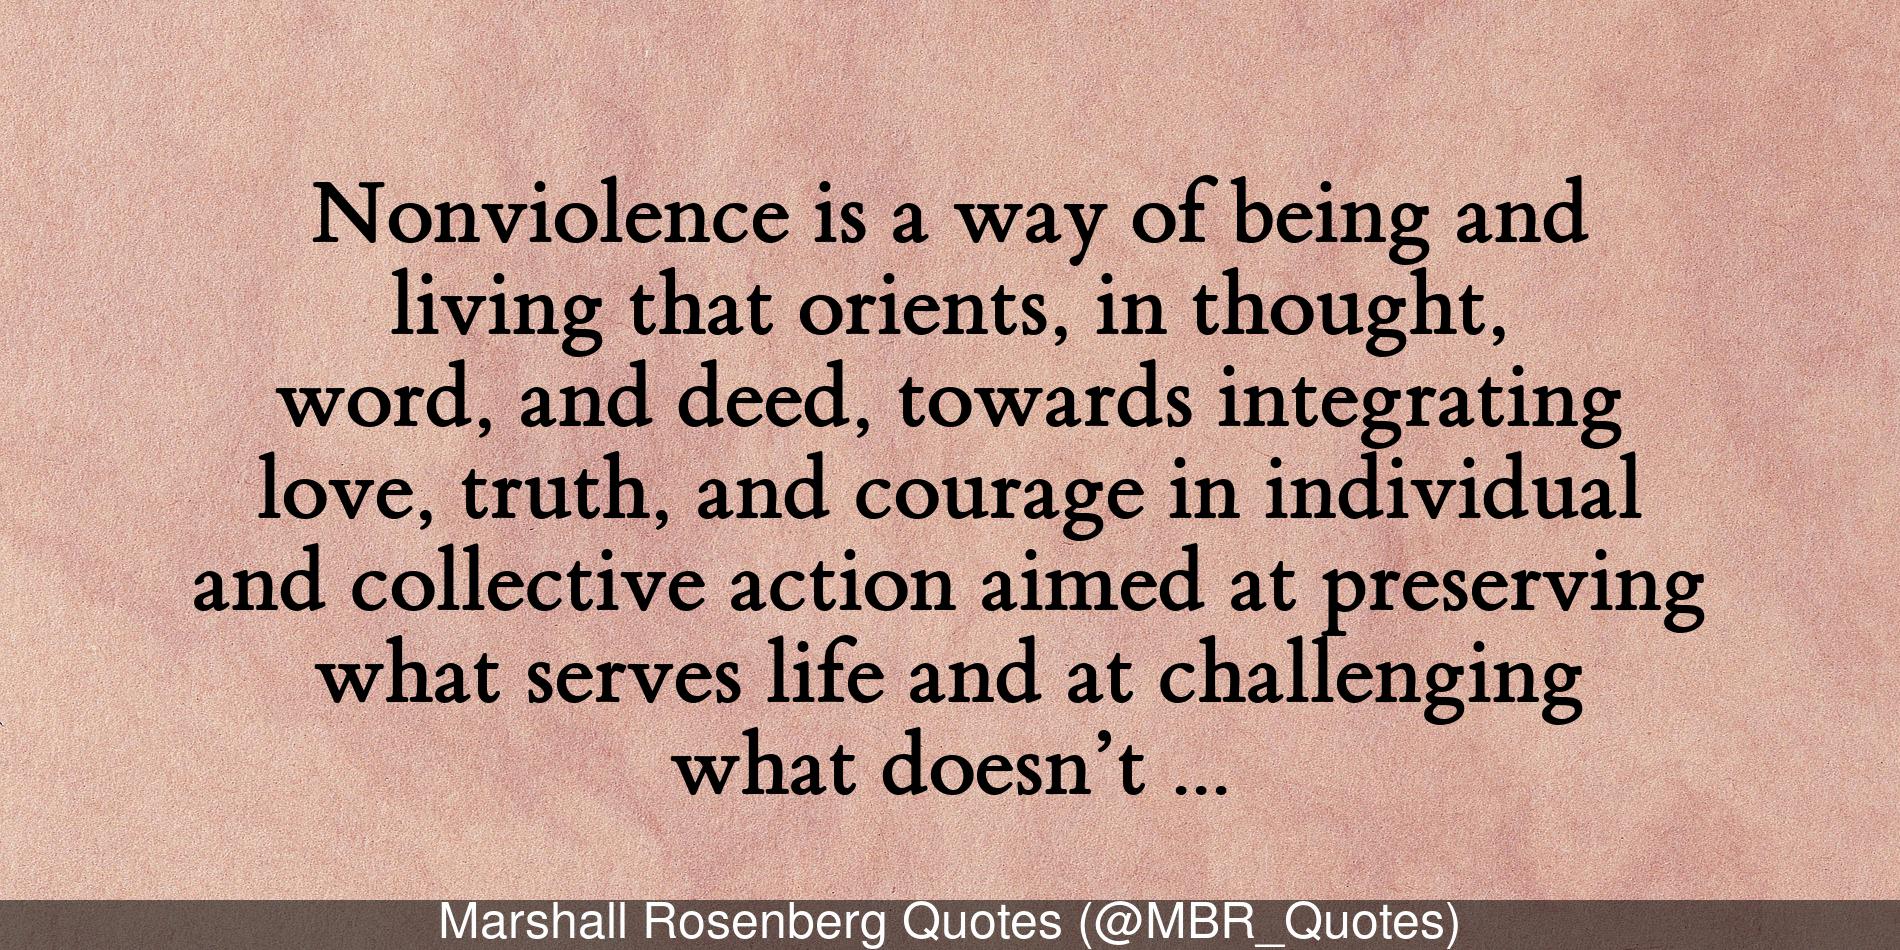 Nonviolence is a way of being and
living that orients, in thought,
word, and deed, towards integrating
love, truth, and courage in individual
and collective action aimed at preserving
what serves life and at challenging
what doesn’t ...
Marshall Rosenberg Quotes (@MBR_Quotes)